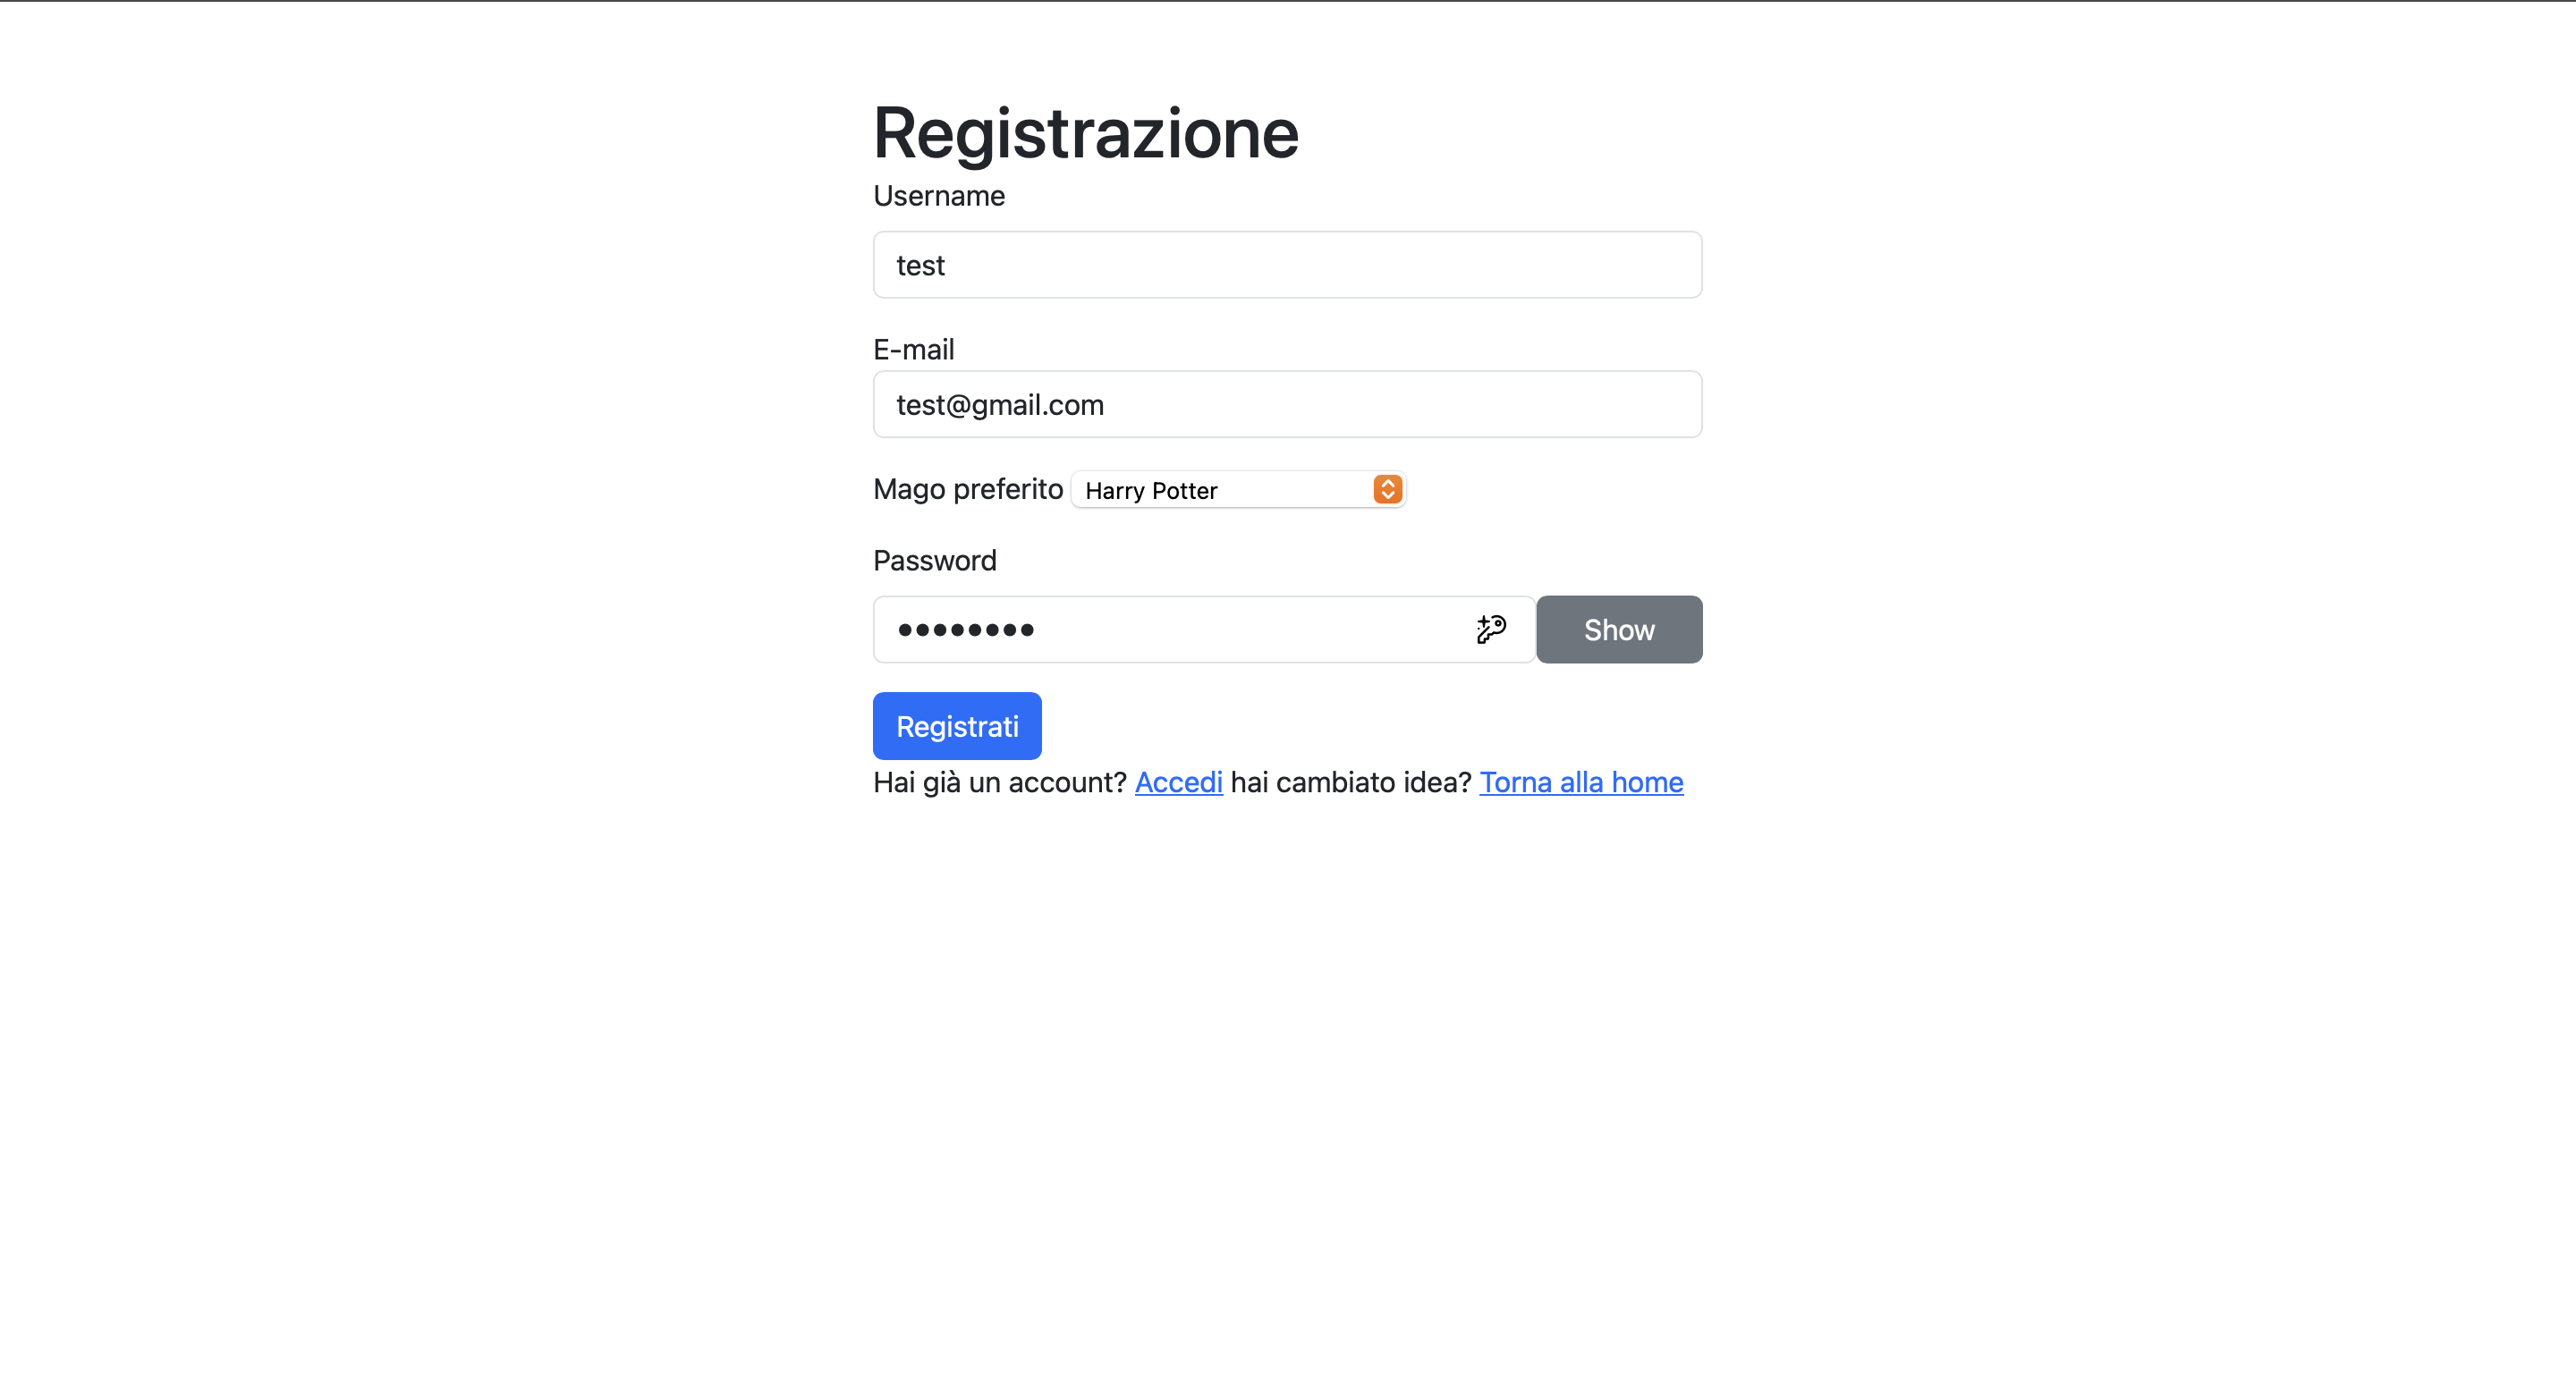 Registrazione
Username
test
E-mail
test@gmail.com
Mago preferito Harry Potter
Password
•••••••• Show
Registrati
Hai già un account? Accedi hai cambiato idea? Torna alla home